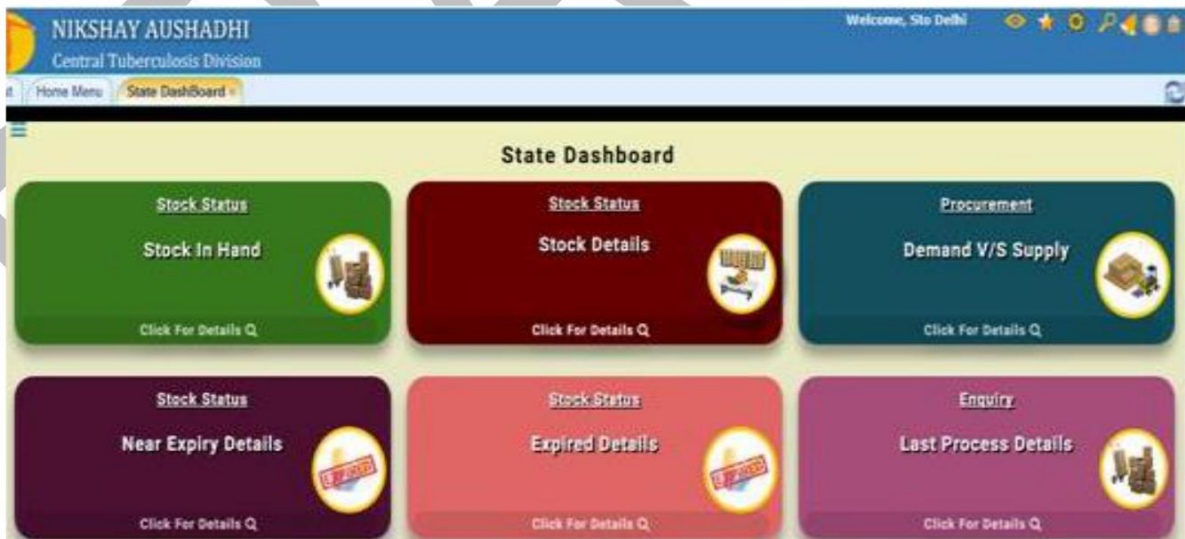 NIKSHAY AUSHADHI
Welcome, Sto Delhi
Central Tuberculosis Division
Home Menu
State DashBoard
State Dashboard
Stock Status
Stock In Hand
Click For Details
Stock Status
Stock Details
Click For Details
Procurement
Demand V/S Supply
Click For Details
Stock Status
Near Expiry Details
EXPIRED
Click For Details
Stock Status
Expired Details
EXPIRED
Click For Details
Enquiry
Last Process Details
Click For Details